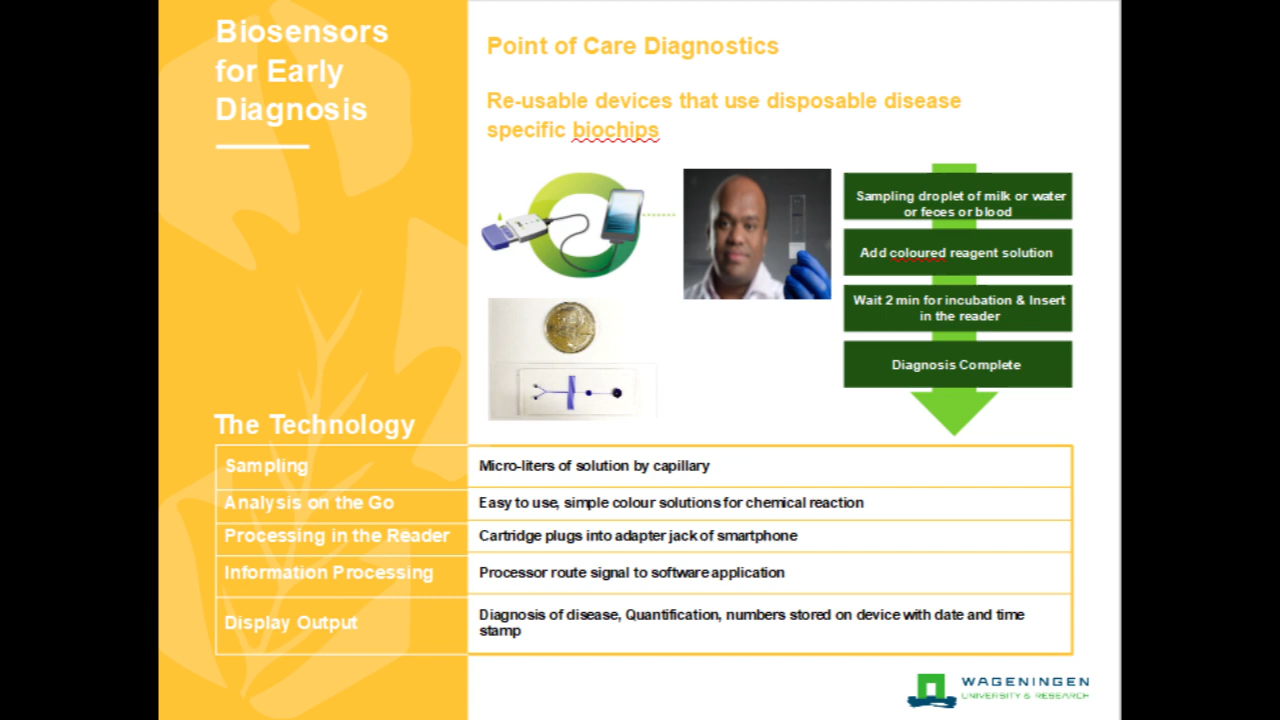 Biosensors
for Early
Diagnosis
Point of Care Diagnostics
Re-usable devices that use disposable disease
specific biochips
Sampling droplet of milk or water
or feces or blood
Add coloured reagent solution
Wait 2 min for incubation & Insert
in the reader
Diagnosis Complete
The Technology
Sampling
Micro-liters of solution by capillary
Analysis on the Go
Easy to use, simple colour solutions for chemical reaction
Processing in the Reader
Cartridge plugs into adapter jack of smartphone
Information Processing
Processor route signal to software application
Display Output
Diagnosis of disease, Quantification, numbers stored on device with date and time
stamp
WAGENINGEN
UNIVERSITY & RESEARCH